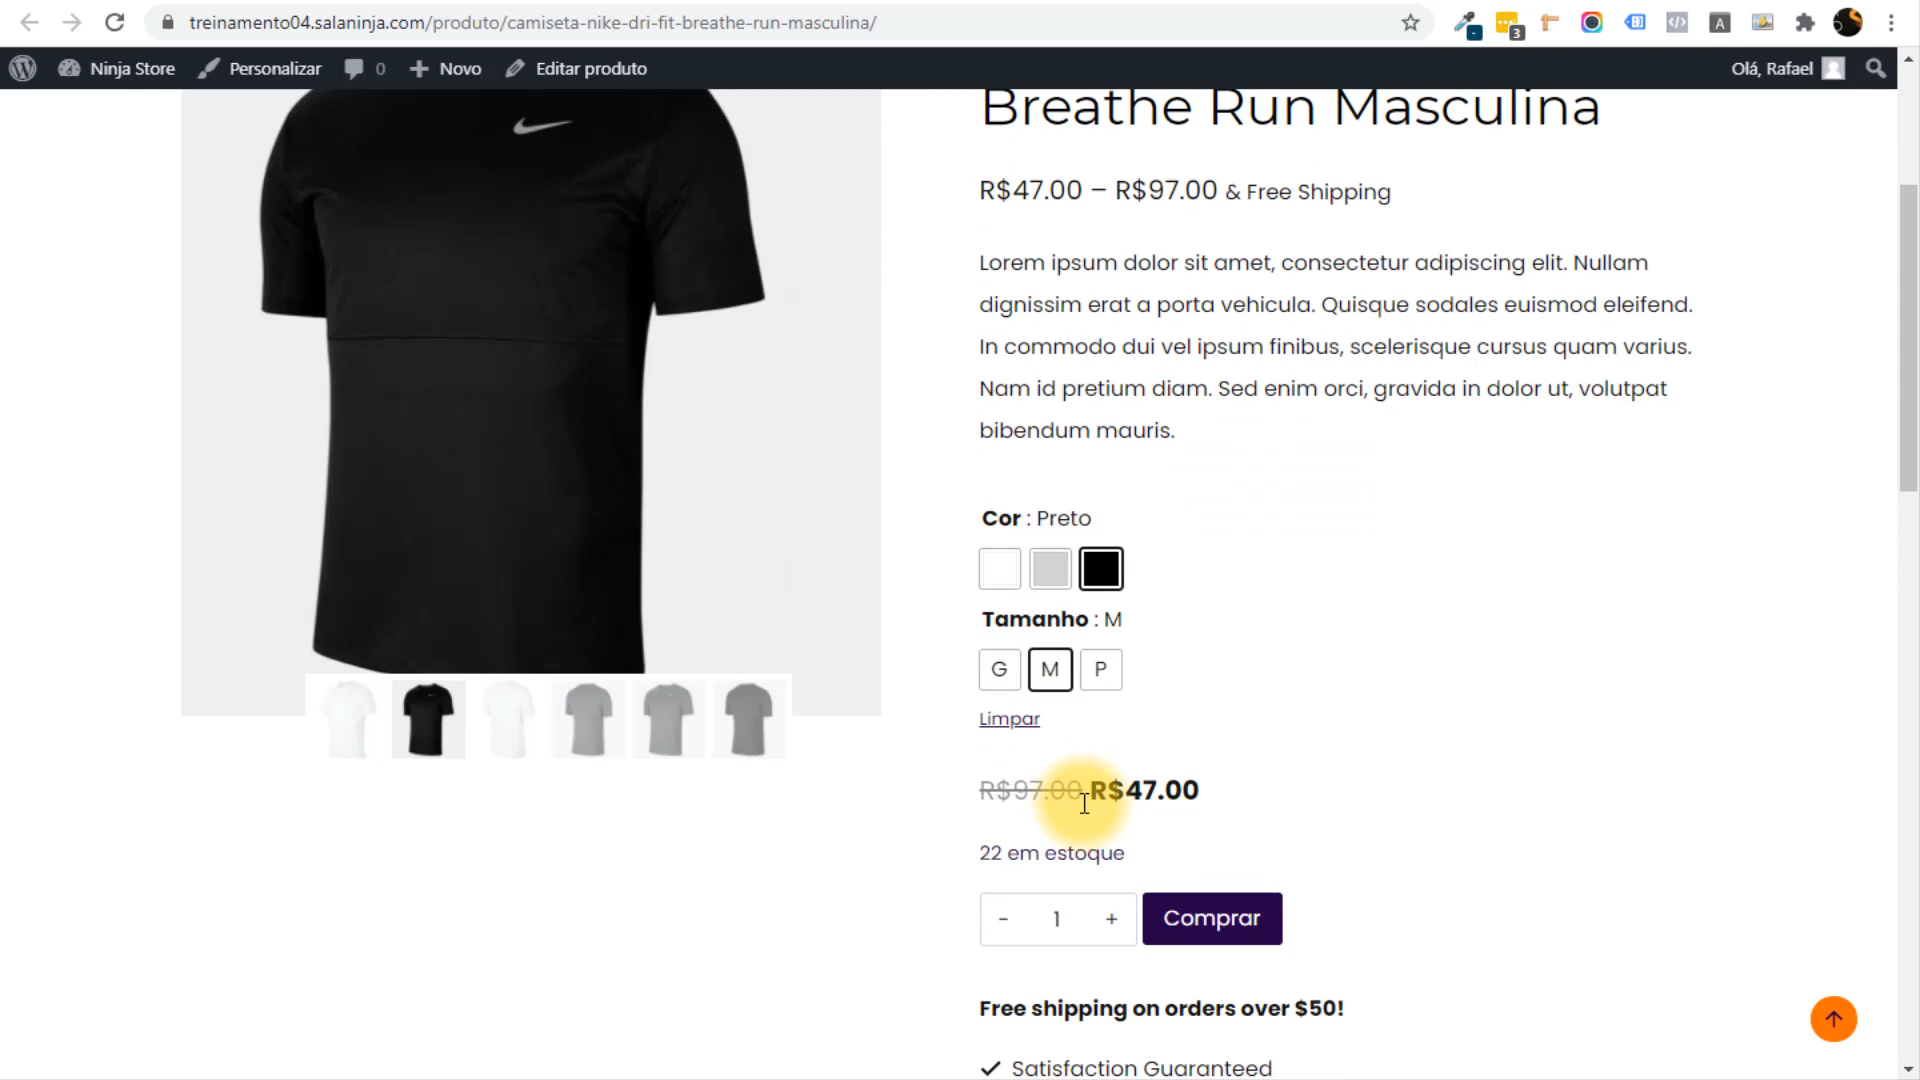 treinamento04.salaninja.com/produto/camiseta-nike-dri-fit-breathe-run-masculina/
3
A
Ninja Store
Personalizar
0
Novo
Editar produto
Olá, Rafael
Breathe Run Masculina
R$47.00 – R$97.00 & Free Shipping
Lorem ipsum dolor sit amet, consectetur adipiscing elit. Nullam
dignissim erat a porta vehicula. Quisque sodales euismod eleifend.
In commodo dui vel ipsum finibus, scelerisque cursus quam varius.
Nam id pretium diam. Sed enim orci, gravida in dolor ut, volutpat
bibendum mauris.
Cor : Preto
Tamanho : M
G M P
Limpar
R$97.00 R$47.00
22 em estoque
- 1 + Comprar
Free shipping on orders over $50!
Satisfaction Guaranteed